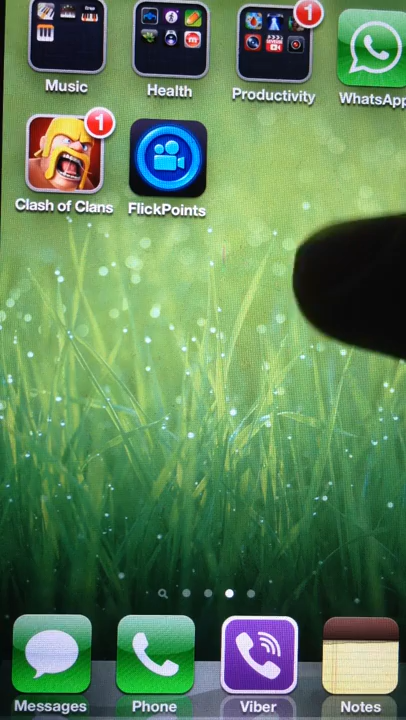 1
Music
Health
Productivity
WhatsApp
1
Clash of Clans
FlickPoints
Messages
Phone
Viber
Notes